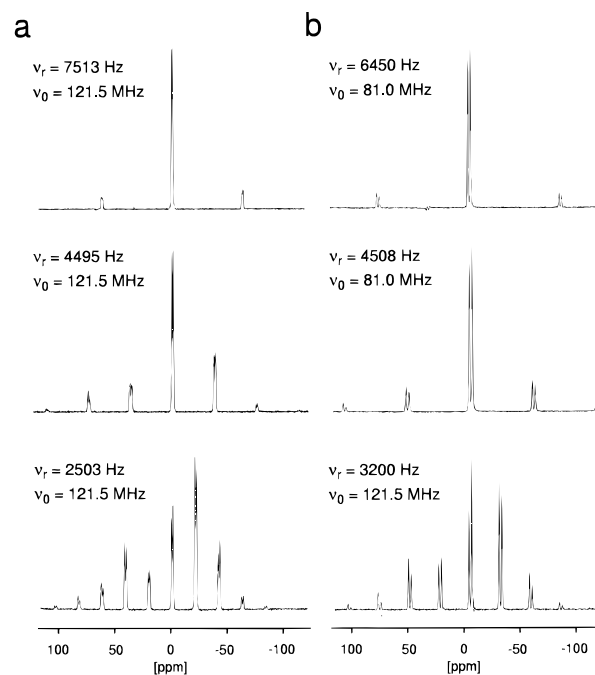 a
b
νr = 7513 Hz
ν0 = 121.5 MHz
νr = 6450 Hz
ν0 = 81.0 MHz
νr = 4495 Hz
ν0 = 121.5 MHz
νr = 4508 Hz
ν0 = 81.0 MHz
νr = 2503 Hz
ν0 = 121.5 MHz
νr = 3200 Hz
ν0 = 121.5 MHz
100 50 0 -50 -100
[ppm]
100 50 0 -50 -100
[ppm]